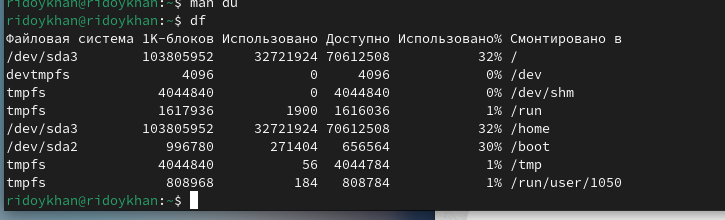 ridoykhan@ridoykhan:~$ man du
ridoykhan@ridoykhan:~$ df
Файловая система 1K-блоков Использовано Доступно Использовано% Смонтировано в
/dev/sda3 103805952 32721924 70612508 32% /
devtmpfs 4096 0 4096 0% /dev
tmpfs 4044840 0 4044840 0% /dev/shm
tmpfs 1617936 1900 1616036 1% /run
/dev/sda3 103805952 32721924 70612508 32% /home
/dev/sda2 996780 271404 656564 30% /boot
tmpfs 4044840 56 4044784 1% /tmp
tmpfs 808968 184 808784 1% /run/user/1050
ridoykhan@ridoykhan:~$